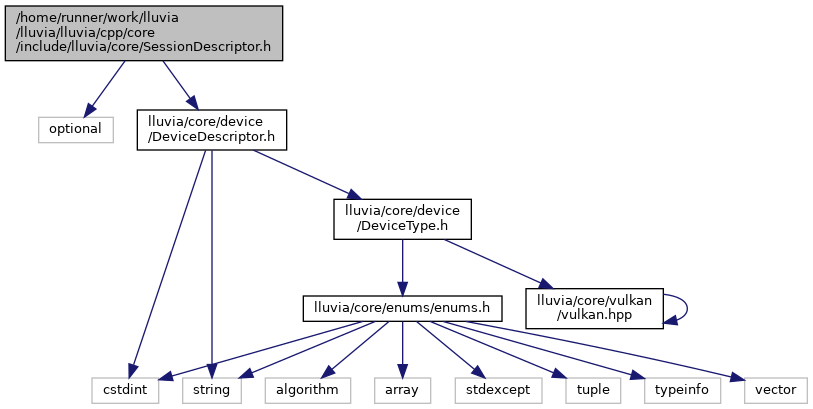 /home/runner/work/lluvia
/lluvia/lluvia/cpp/core
/include/lluvia/core/SessionDescriptor.h
optional
lluvia/core/device
/DeviceDescriptor.h
lluvia/core/device
/DeviceType.h
lluvia/core/enums/enums.h
lluvia/core/vulkan
/vulkan.hpp
cstdint
string
algorithm
array
stdexcept
tuple
typeinfo
vector